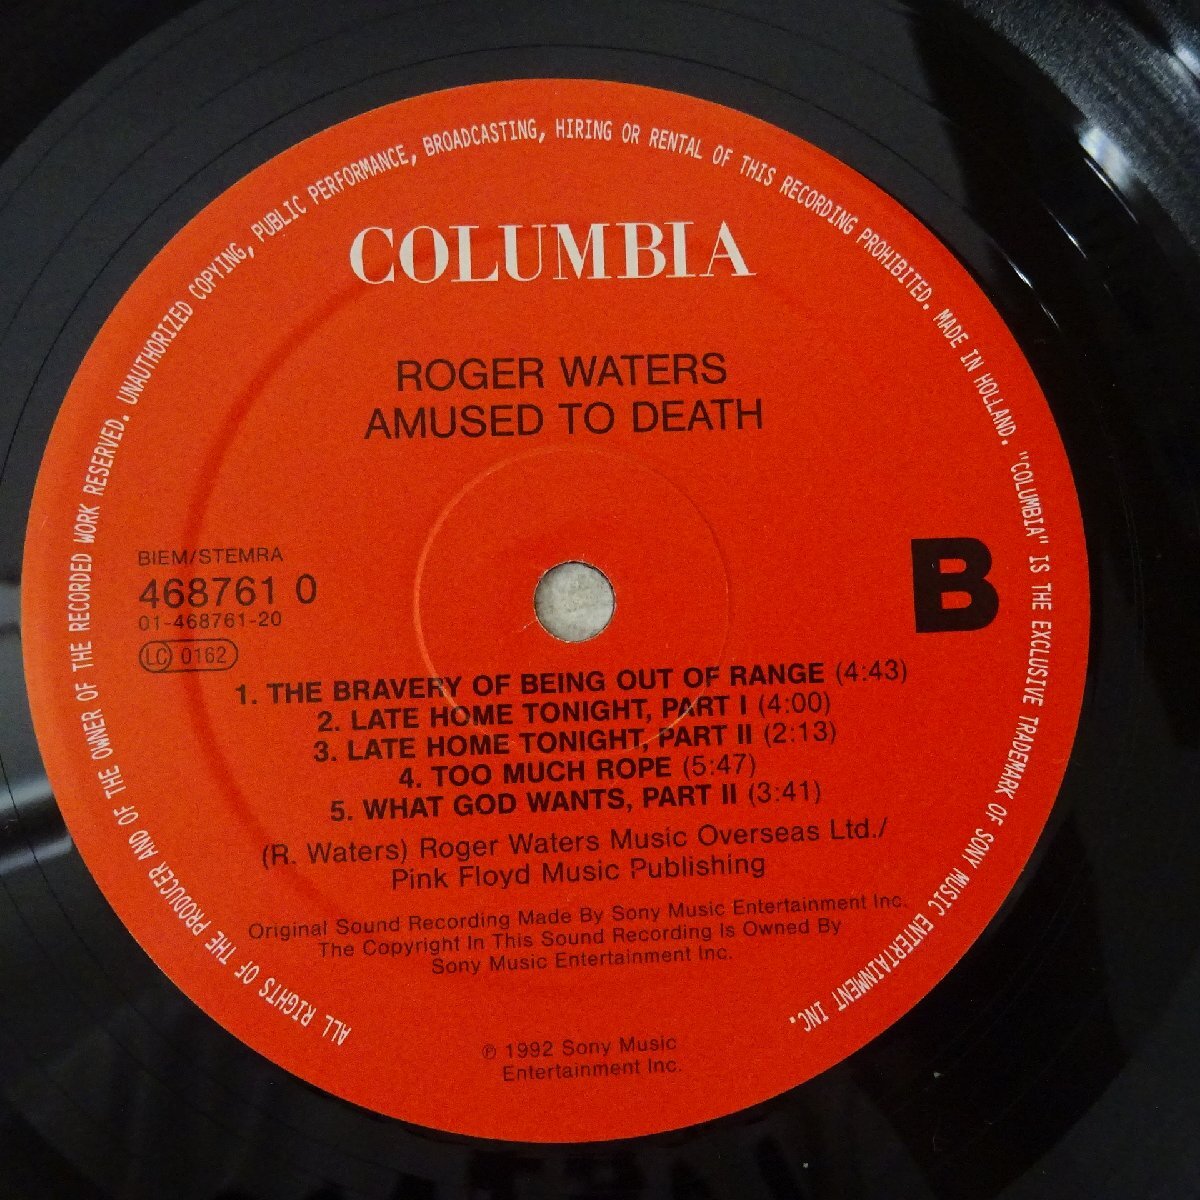 ALL RIGHTS OF THE PRODUCER AND OF THE OWNER OF THE RECORDED WORK RESERVED. UNAUTHORIZED COPYING, PUBLIC PERFORMANCE, BROADCASTING, HIRING OR RENTAL OF THIS RECORDING PROHIBITED. MADE IN HOLLAND. "COLUMBIA" IS THE EXCLUSIVE TRADEMARK OF SONY MUSIC ENTERTAINMENT INC.
COLUMBIA
ROGER WATERS
AMUSED TO DEATH
BIEM/STEMRA
468761 0
01-468761-20
LC 0162
B
1. THE BRAVERY OF BEING OUT OF RANGE (4:43)
2. LATE HOME TONIGHT, PART I (4:00)
3. LATE HOME TONIGHT, PART II (2:13)
4. TOO MUCH ROPE (5:47)
5. WHAT GOD WANTS, PART II (3:41)
(R. Waters) Roger Waters Music Overseas Ltd./
Pink Floyd Music Publishing
Original Sound Recording Made By Sony Music Entertainment Inc.
The Copyright In This Sound Recording Is Owned By
Sony Music Entertainment Inc.
℗ 1992 Sony Music
Entertainment Inc.